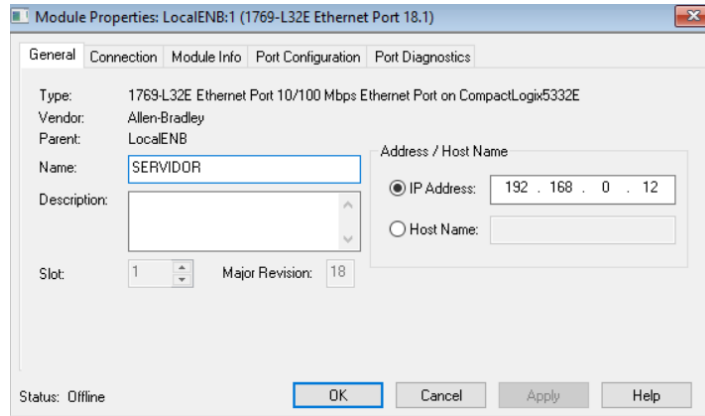 Module Properties: LocalENB:1 (1769-L32E Ethernet Port 18.1)
General Connection Module Info Port Configuration Port Diagnostics
Type: 1769-L32E Ethernet Port 10/100 Mbps Ethernet Port on CompactLogix5332E
Vendor: Allen-Bradley
Parent: LocalENB
Name: SERVIDOR
Description:
Slot: 1 Major Revision: 18
Address / Host Name
IP Address: 192 . 168 . 0 . 12
Host Name:
Status: Offline OK Cancel Apply Help